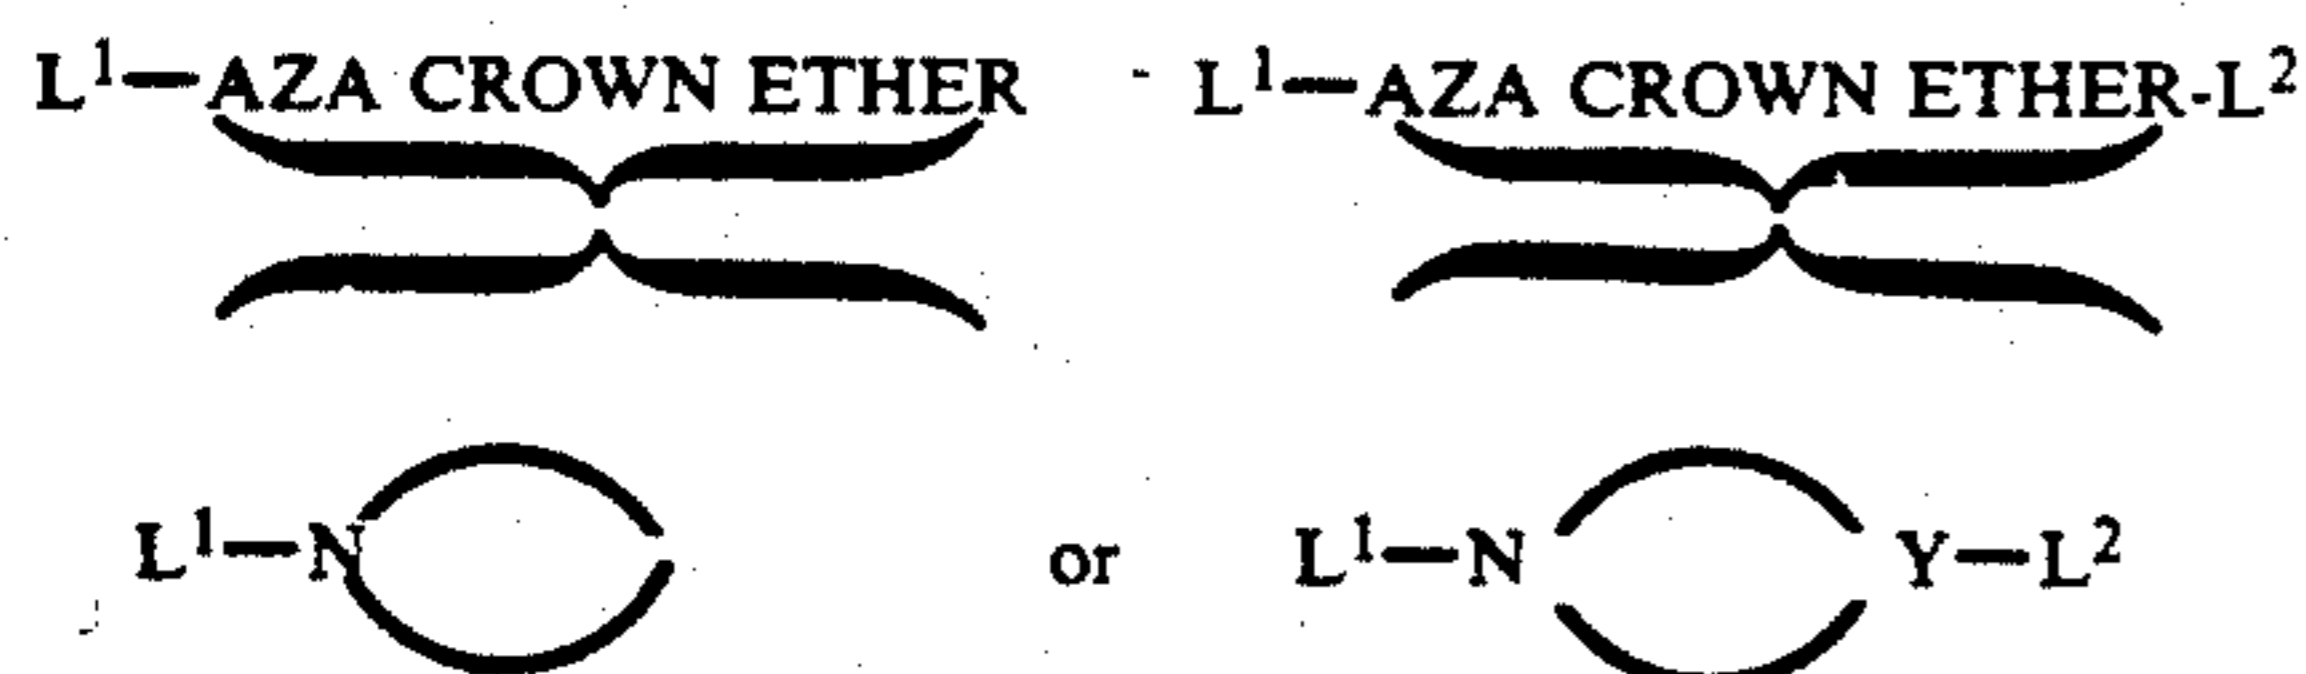 L¹—AZA CROWN ETHER L¹—AZA CROWN ETHER-L²
L¹—N or L¹—N Y—L²